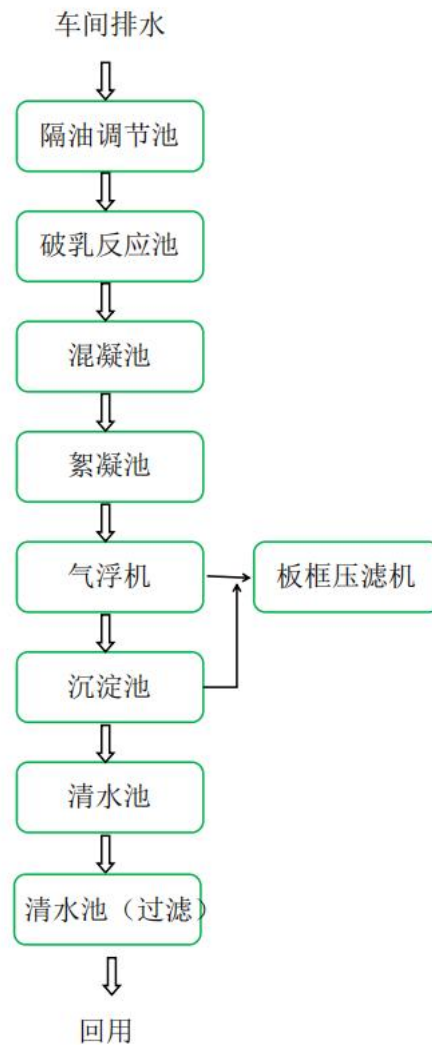 车间排水
隔油调节池
破乳反应池
混凝池
絮凝池
气浮机
板框压滤机
沉淀池
清水池
清水池（过滤）
回用